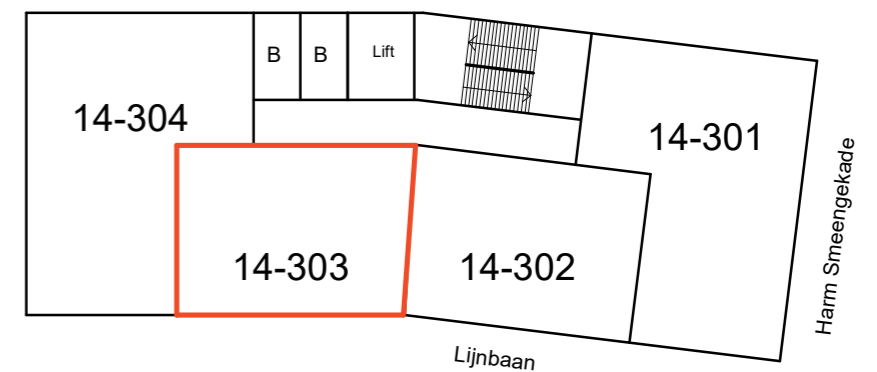 B
B
Lift
14-304
14-301
14-303
14-302
Harm Smeengekade
Lijnbaan